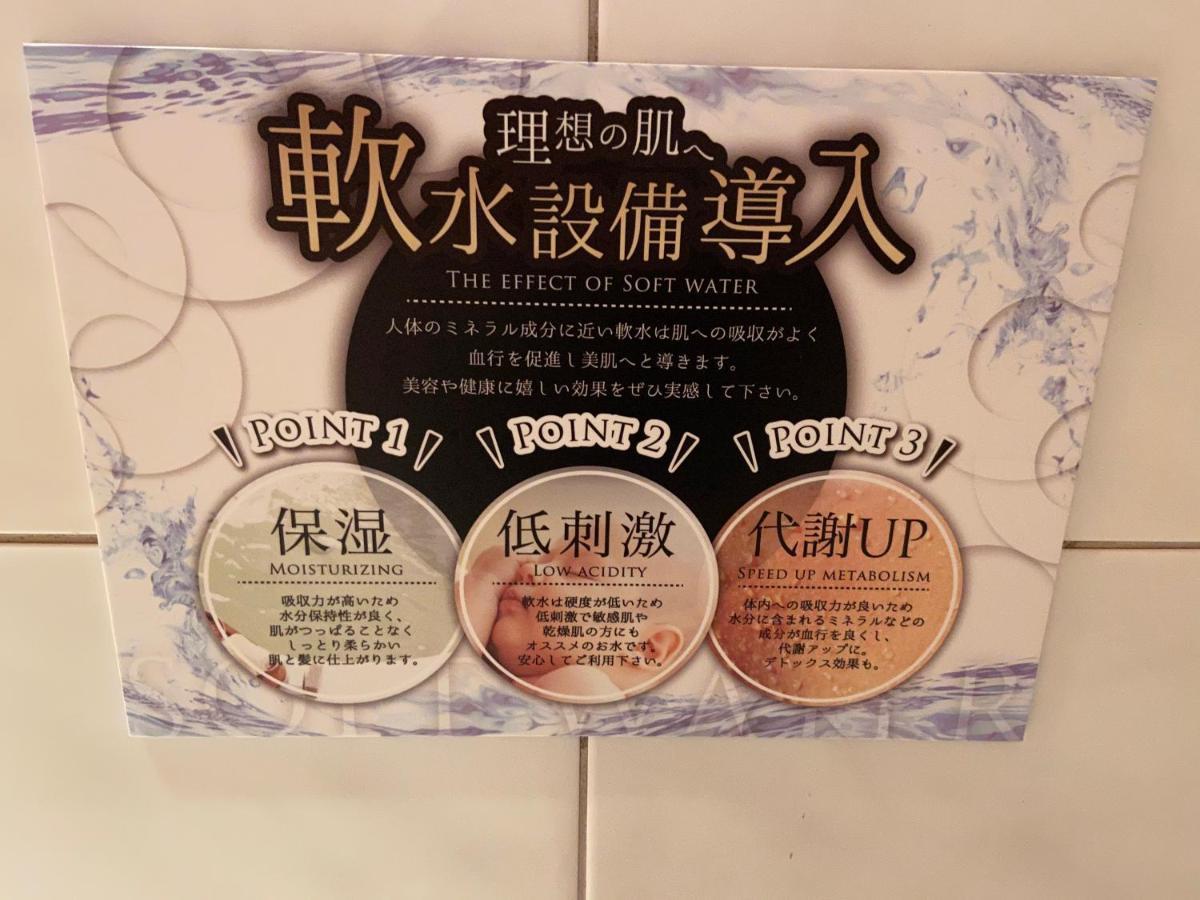 理想の肌へ
軟水設備導入
THE EFFECT OF SOFT WATER
人体のミネラル成分に近い軟水は肌への吸収がよく
血行を促進し美肌へと導きます。
美容や健康に嬉しい効果をぜひ実感して下さい。
POINT 1
保湿
MOISTURIZING
吸収力が高いため
水分保持性が良く、
肌がつっぱることなく
しっとり柔らかい
肌と髪に仕上がります。
POINT 2
低刺激
LOW ACIDITY
軟水は硬度が低いため
低刺激で敏感肌や
乾燥肌の方にも
オススメのお水です。
安心してご利用下さい。
POINT 3
代謝UP
SPEED UP METABOLISM
体内への吸収力が良いため
水分に含まれるミネラルなどの
成分が血行を良くし、
代謝アップに。
デトックス効果も。
SOFT WATER